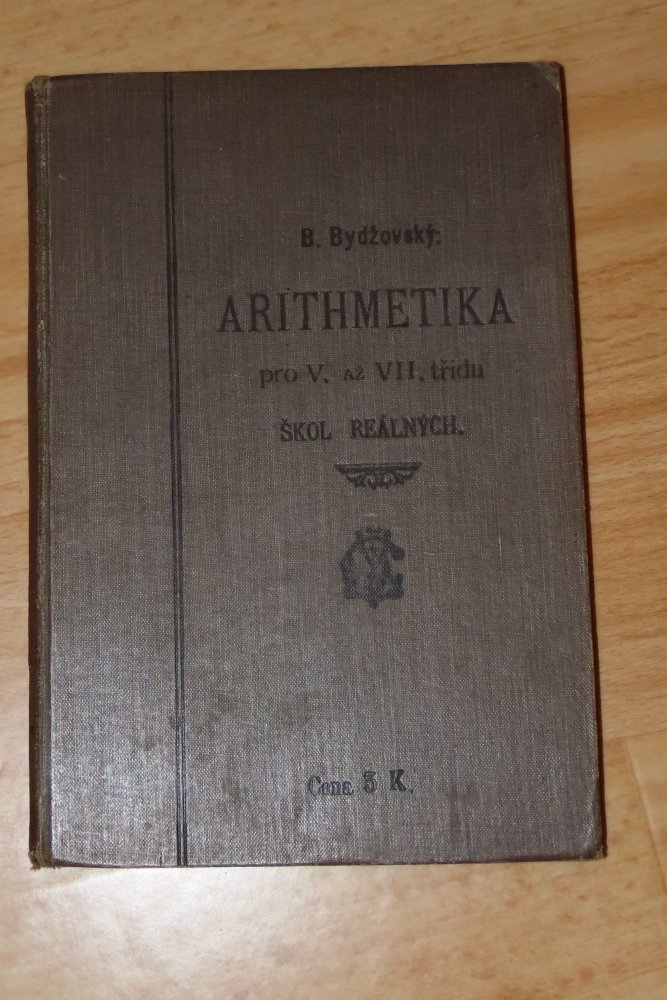 B. Bydžovský:
ARITHMETIKA
pro V. až VII. třídu
ŠKOL REÁLNÝCH.
Cena 3 K.